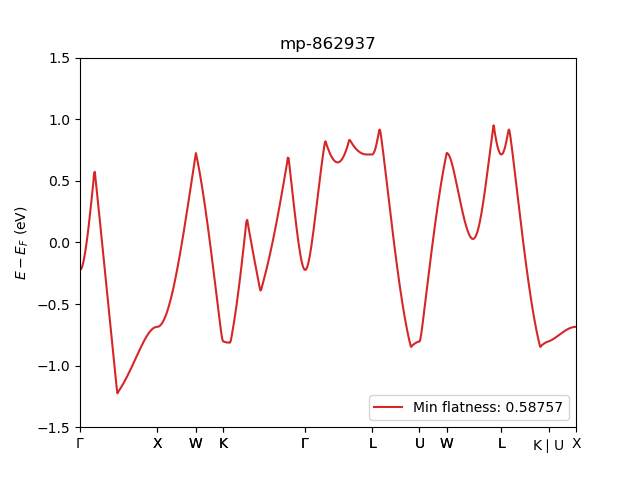 mp-862937
1.5
1.0
0.5
0.0
−0.5
−1.0
−1.5
E − E_F (eV)
Min flatness: 0.58757
Γ X W K Γ L U W L K | U X